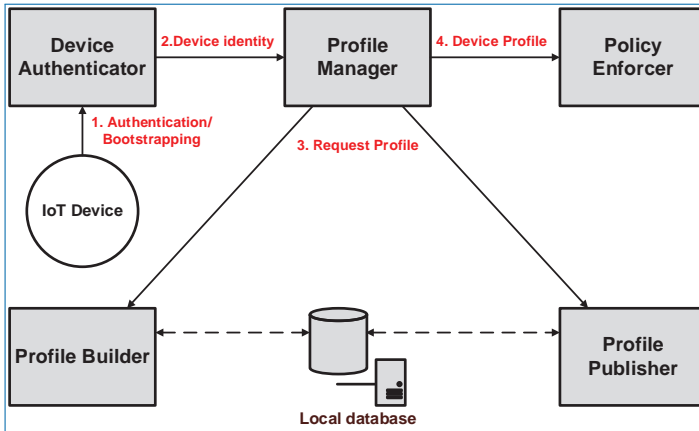 Device
Authenticator
2.Device identity
Profile
Manager
4. Device Profile
Policy
Enforcer
1. Authentication/
Bootstrapping
3. Request Profile
IoT Device
Profile Builder
Profile
Publisher
Local database